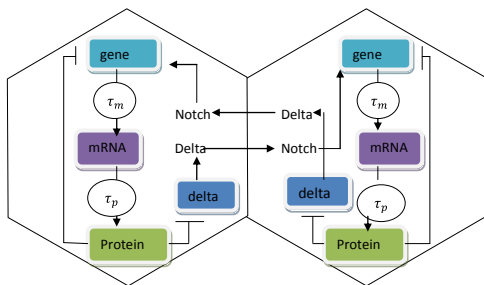 gene
τm
Notch
mRNA
Delta
τp
delta
Protein
gene
τm
Delta
Notch
mRNA
delta
τp
Protein